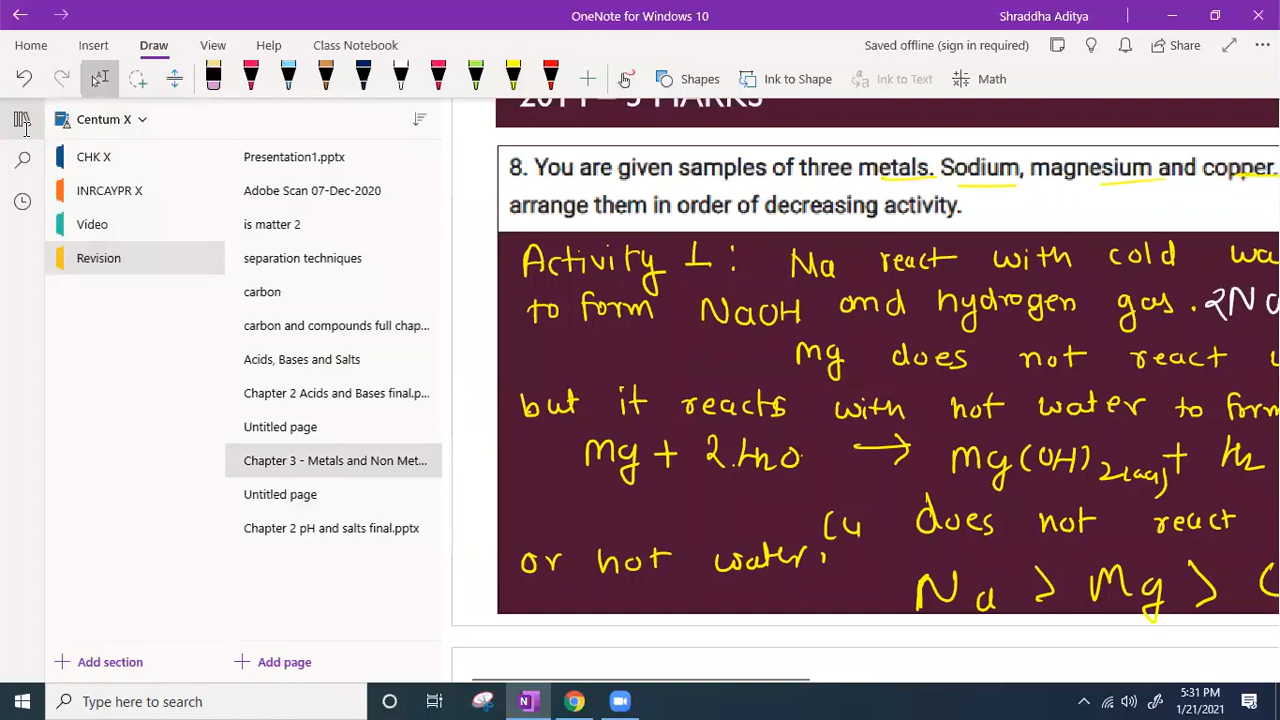 OneNote for Windows 10
Shraddha Aditya
Home Insert Draw View Help Class Notebook
Saved offline (sign in required) Share
Shapes Ink to Shape Ink to Text Math
Centum X
CHK X
INRCAYPR X
Video
Revision
Presentation1.pptx
Adobe Scan 07-Dec-2020
is matter 2
separation techniques
carbon
carbon and compounds full chap...
Acids, Bases and Salts
Chapter 2 Acids and Bases final.p...
Untitled page
Chapter 3 - Metals and Non Met...
Untitled page
Chapter 2 pH and salts final.pptx
Add section
Add page
8. You are given samples of three metals. Sodium, magnesium and copper.
arrange them in order of decreasing activity.
Activity 1: Na react with cold wa
to form NaOH and hydrogen gas. 2Na
Mg does not react
but it reacts with hot water to form
Mg + 2H2O → Mg(OH)2(aq) + H2
Cu does not react
or hot water.
Na > Mg > C
Type here to search
5:31 PM
1/21/2021